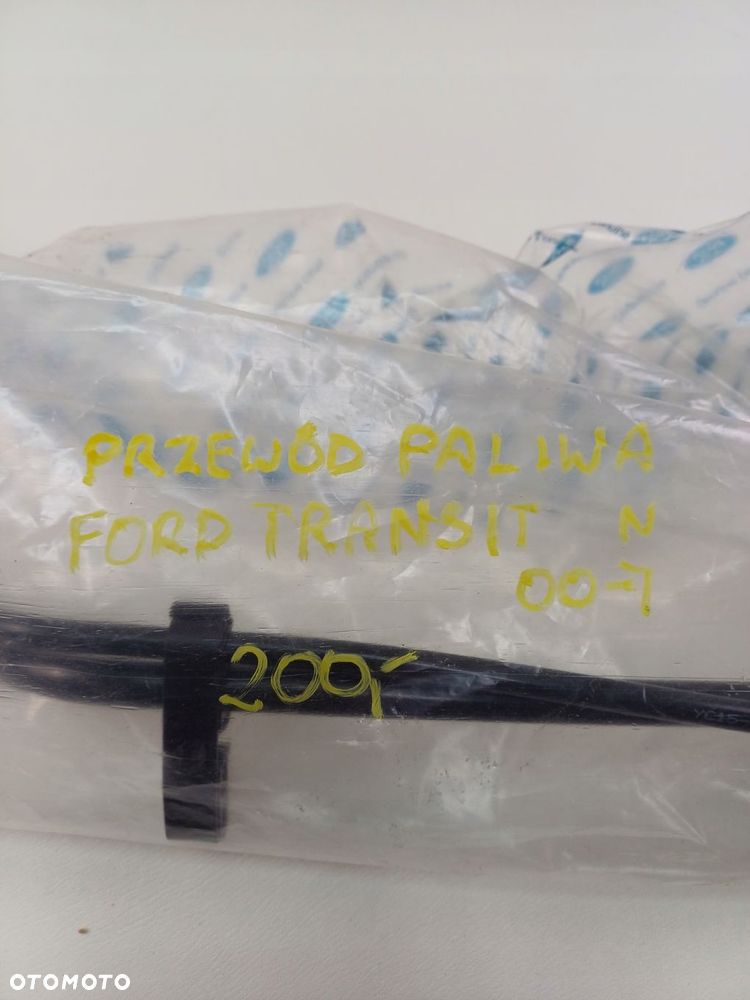 PRZEWÓD PALIWA
FORD TRANSIT N
00-7
200,-
OTOMOTO